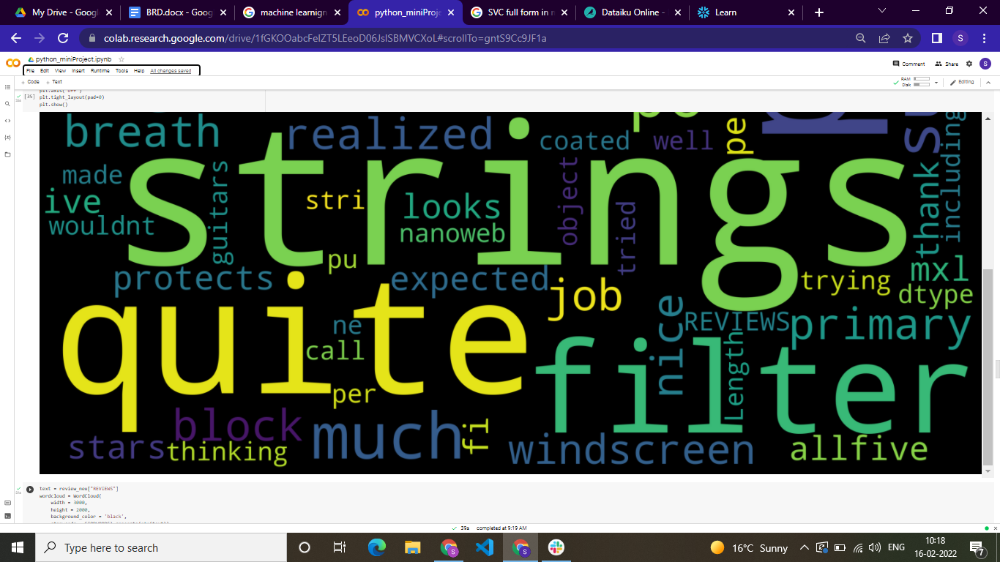 My Drive - Googl
BRD.docx - Goog
machine learnign
python_miniProje
SVC full form in m
Dataiku Online -
Learn
colab.research.google.com/drive/1fGKOOabcFeIZT5LEeoD06JsISBMVCXoL#scrollTo=gntS9Cc9JF1a
S
python_miniProject.ipynb
Comment Share S
File Edit View Insert Runtime Tools Help All changes saved
+ Code + Text
RAM
Disk
Editing
[35]
plt.axis("off")
plt.tight_layout(pad=0)
plt.show()
breath
realized
coated
well
pe
including
made
strings
guitars
stri
looks
object
thank
ive
wouldnt
nanoweb
tried
pu
protects
expected
job
trying
mxl
dtype
quite
ne
nice
REVIEWS
primary
call
filter
Length
per
block
much
fi
windscreen
allfive
stars
thinking
text = review_neu["REVIEWS"]
wordcloud = WordCloud(
width = 3000,
height = 2000,
background_color = 'black',
39s completed at 9:19 AM
Type here to search
S
S
16°C Sunny
ENG
10:18
16-02-2022
7